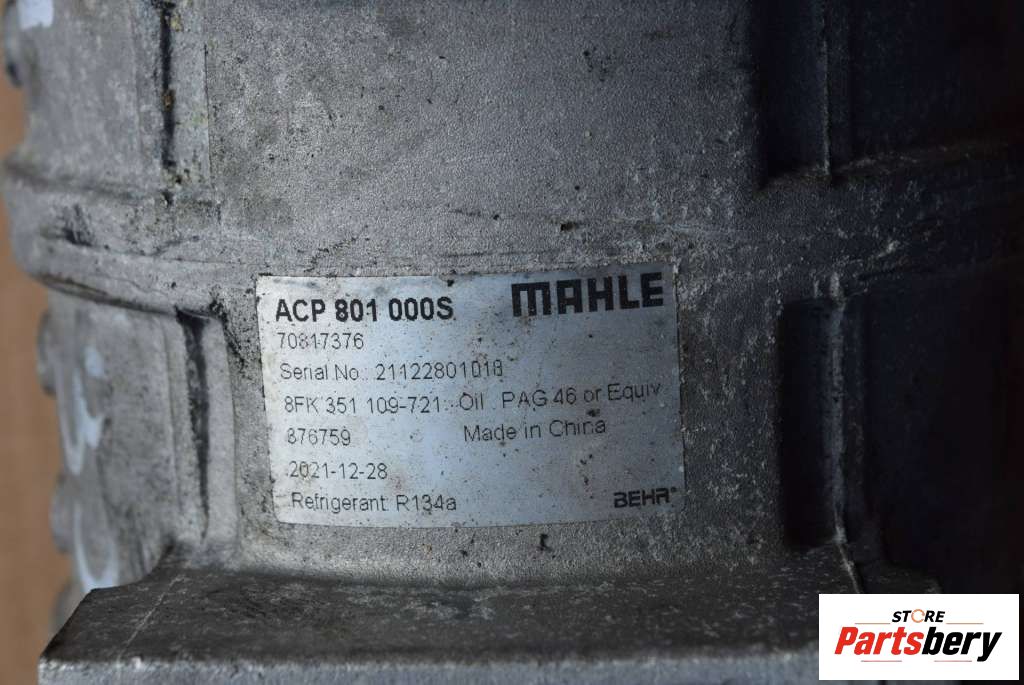 ACP 801 000S MAHLE
70817376
Serial No.: 21122801018
8FK 351 109-721 Oil : PAG 46 or Equiv
876759 Made in China
2021-12-28
Refrigerant: R134a BEHR®
STORE
Partsbery